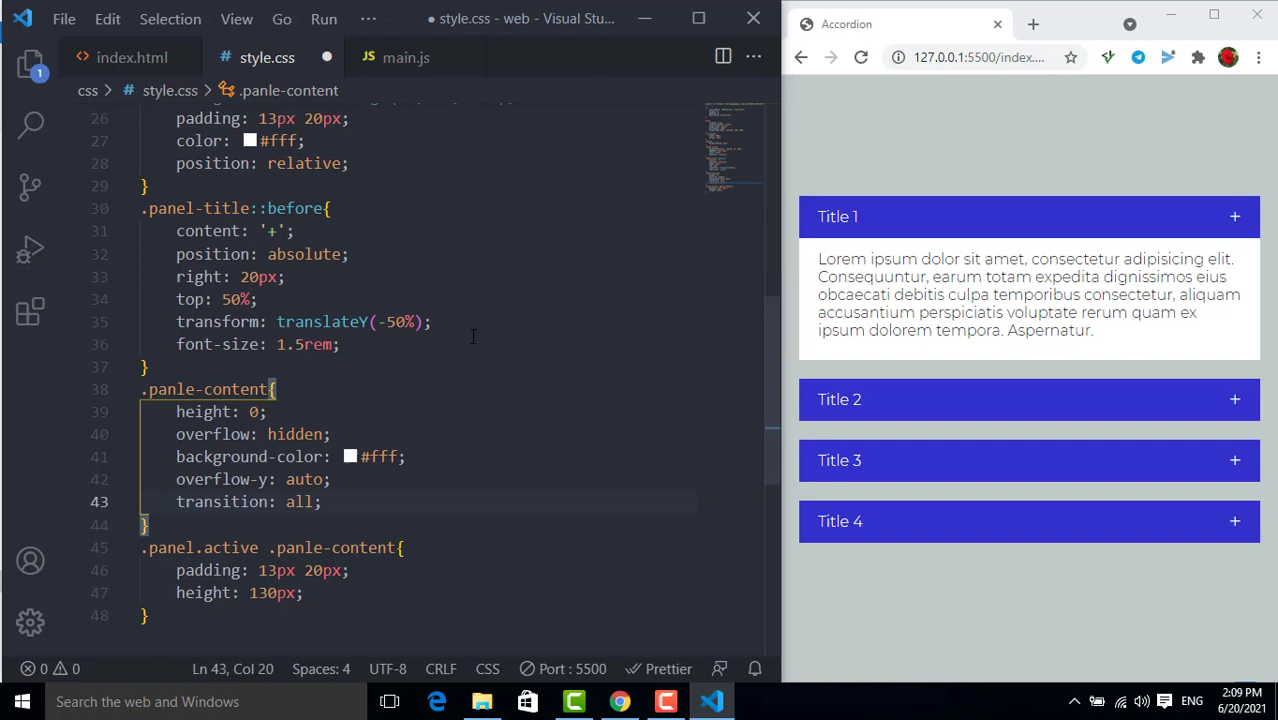 File Edit Selection View Go Run ··· ● style.css - web - Visual Stu...
index.html # style.css ● JS main.js
css > # style.css > .panle-content
26 padding: 13px 20px;
27 color: #fff;
28 position: relative;
29 }
30 .panel-title::before{
31 content: '+';
32 position: absolute;
33 right: 20px;
34 top: 50%;
35 transform: translateY(-50%);
36 font-size: 1.5rem;
37 }
38 .panle-content{
39 height: 0;
40 overflow: hidden;
41 background-color: #fff;
42 overflow-y: auto;
43 transition: all;
44 }
45 .panel.active .panle-content{
46 padding: 13px 20px;
47 height: 130px;
48 }
1
0 0 Ln 43, Col 20 Spaces: 4 UTF-8 CRLF CSS Port : 5500 Prettier
Accordion
127.0.0.1:5500/index....
Title 1 +
Lorem ipsum dolor sit amet, consectetur adipisicing elit.
Consequuntur, earum totam expedita dignissimos eius
obcaecati debitis culpa temporibus consectetur, aliquam
accusantium perspiciatis voluptate rerum quam ex
ipsum dolorem tempora. Aspernatur.
Title 2 +
Title 3 +
Title 4 +
Search the web and Windows
ENG
2:09 PM
6/20/2021